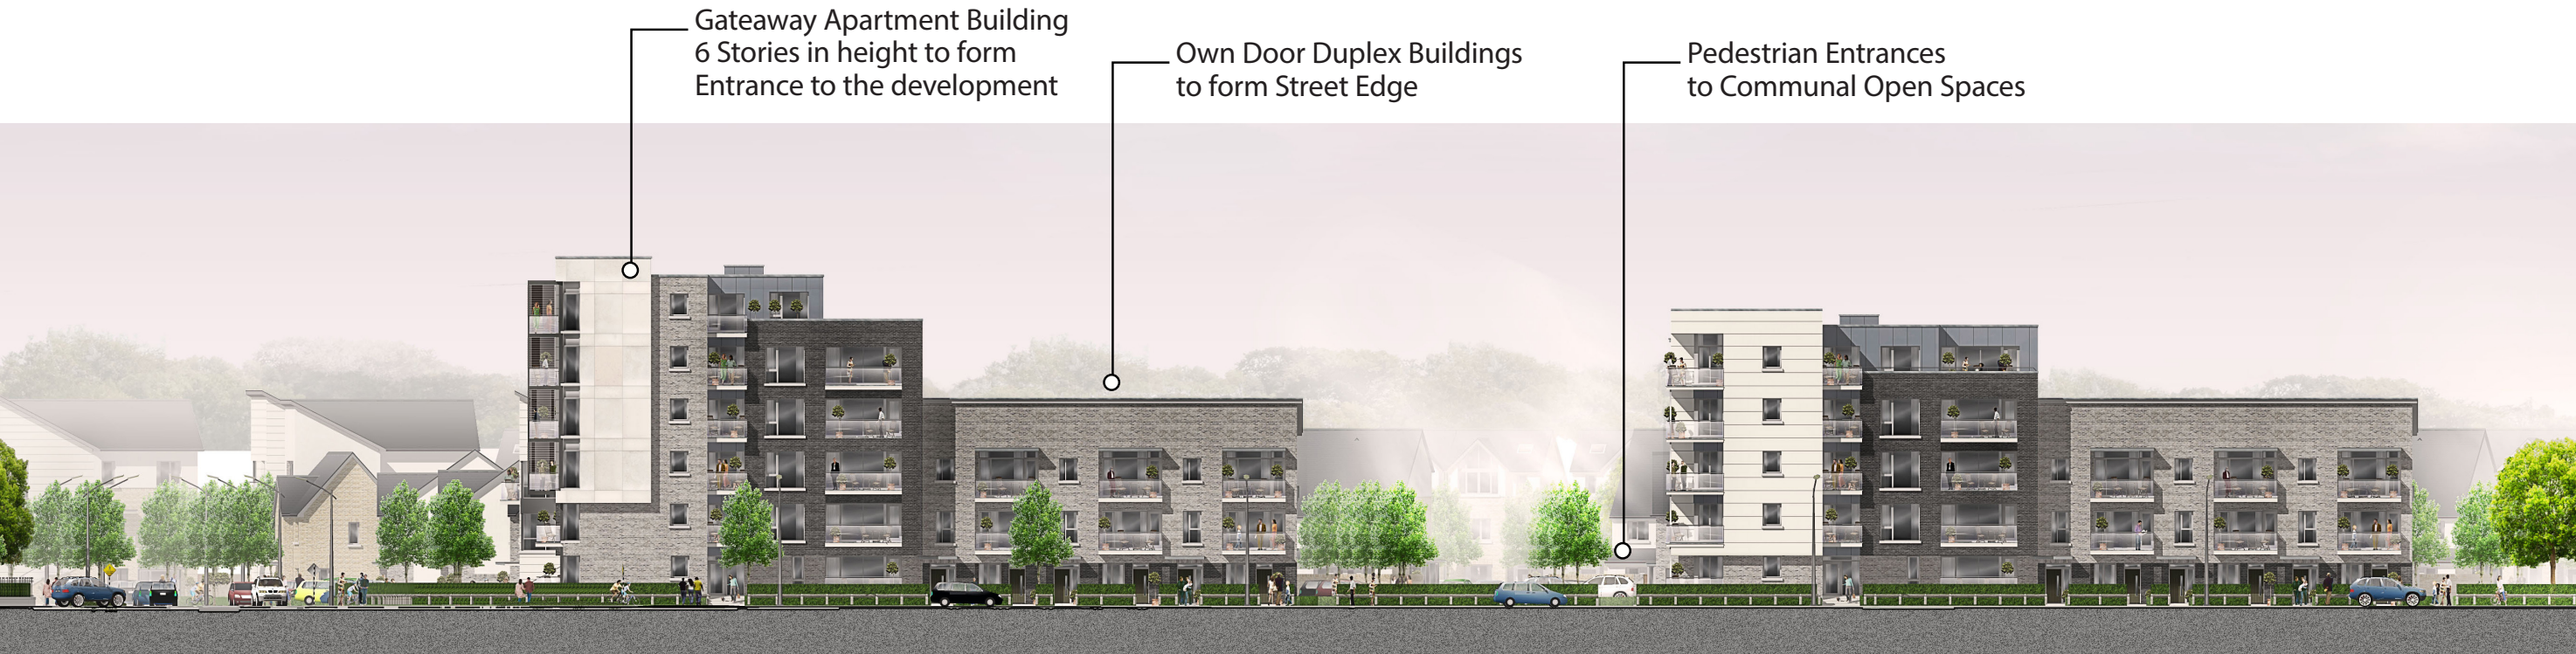 Gateaway Apartment Building
6 Stories in height to form
Entrance to the development
Own Door Duplex Buildings
to form Street Edge
Pedestrian Entrances
to Communal Open Spaces